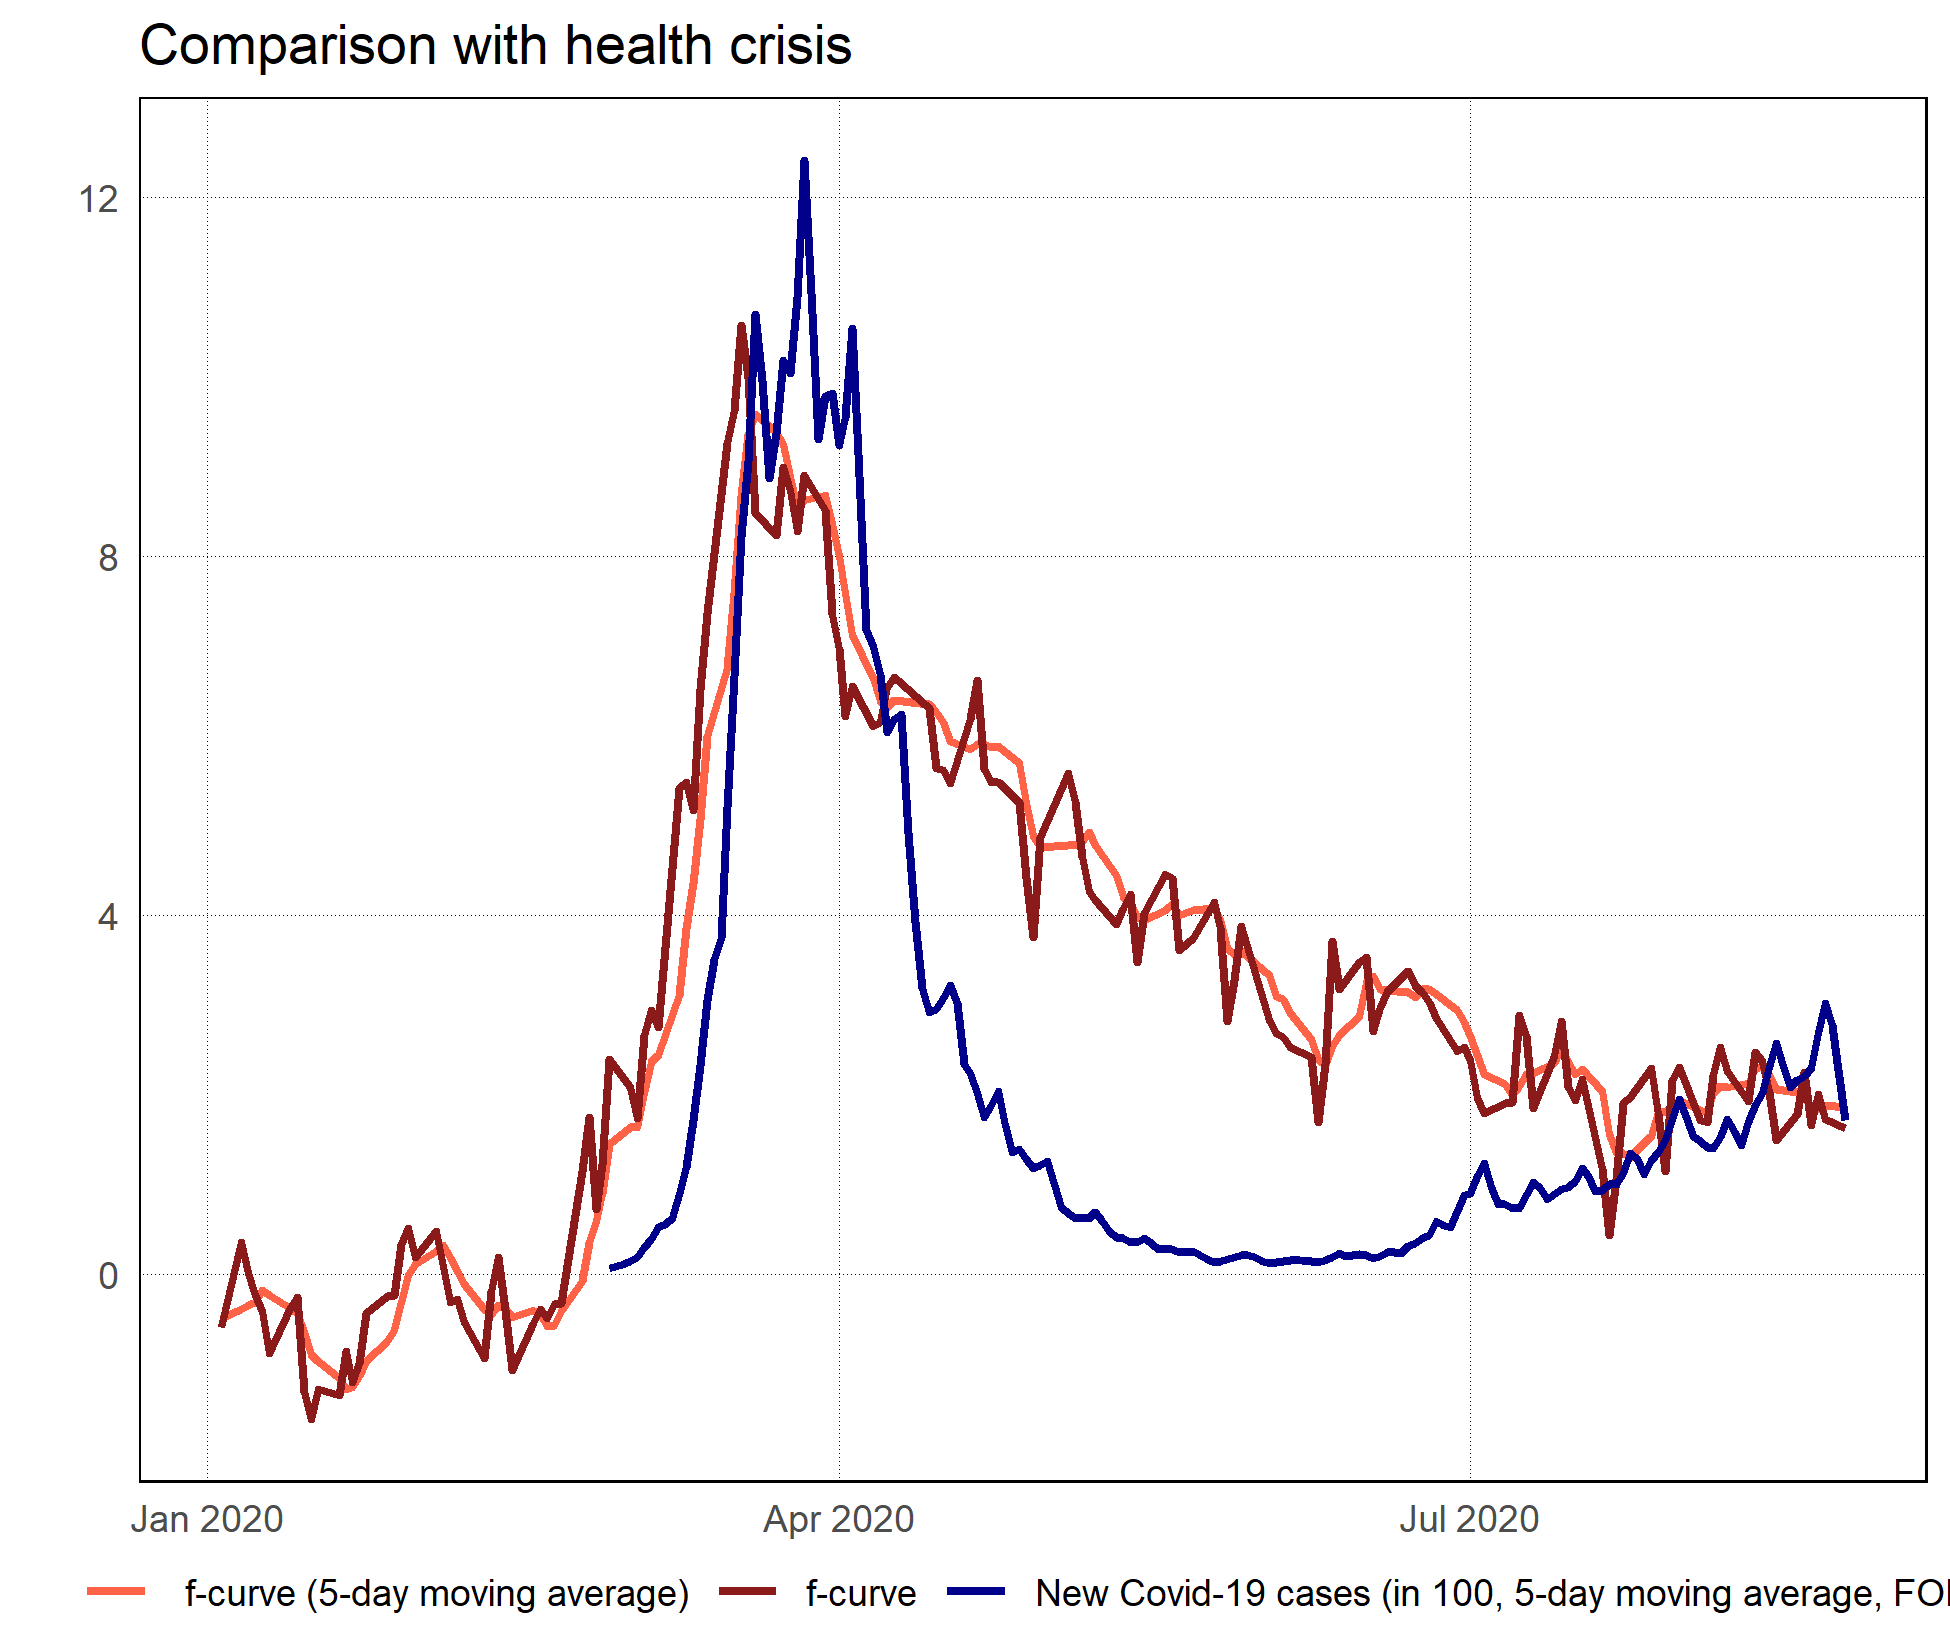 Comparison with health crisis
12
8
4
0
Jan 2020 Apr 2020 Jul 2020
f-curve (5-day moving average) f-curve New Covid-19 cases (in 100, 5-day moving average,